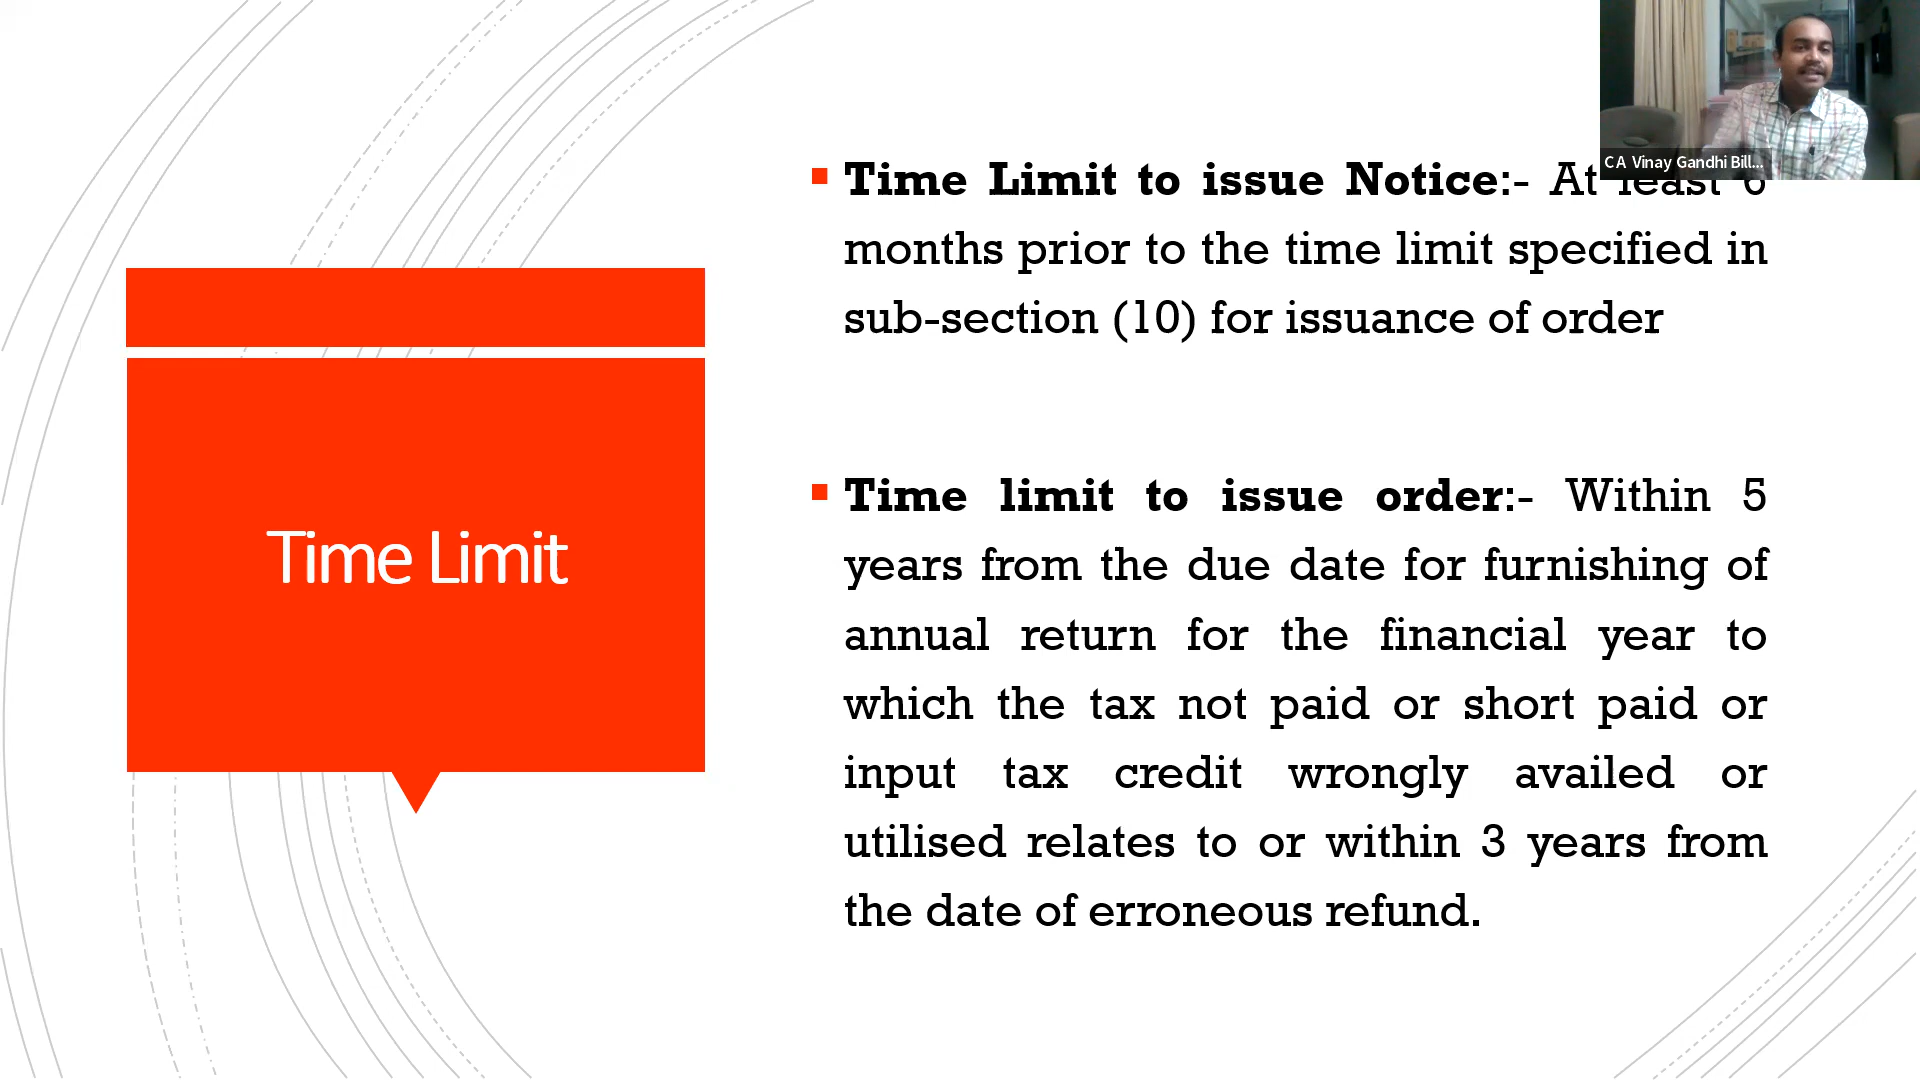 CA Vinay Gandhi Bill...
Time Limit
Time Limit to issue Notice:- At least 6
months prior to the time limit specified in
sub-section (10) for issuance of order
Time limit to issue order:- Within 5
years from the due date for furnishing of
annual return for the financial year to
which the tax not paid or short paid or
input tax credit wrongly availed or
utilised relates to or within 3 years from
the date of erroneous refund.